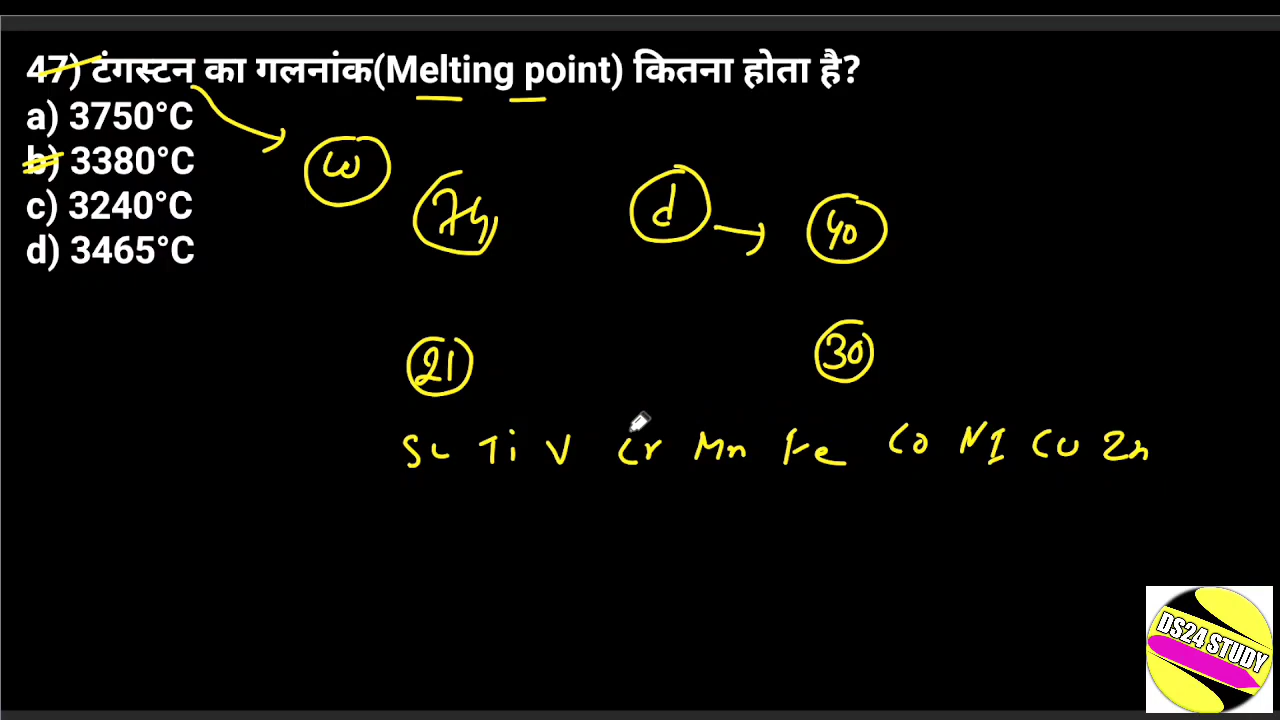 47) टंगस्टन का गलनांक(Melting point) कितना होता है?
a) 3750°C
b) 3380°C
c) 3240°C
d) 3465°C
W
74
d
40
21
30
Sc Ti V Cr Mn Fe Co NI Cu Zn
DS24 STUDY